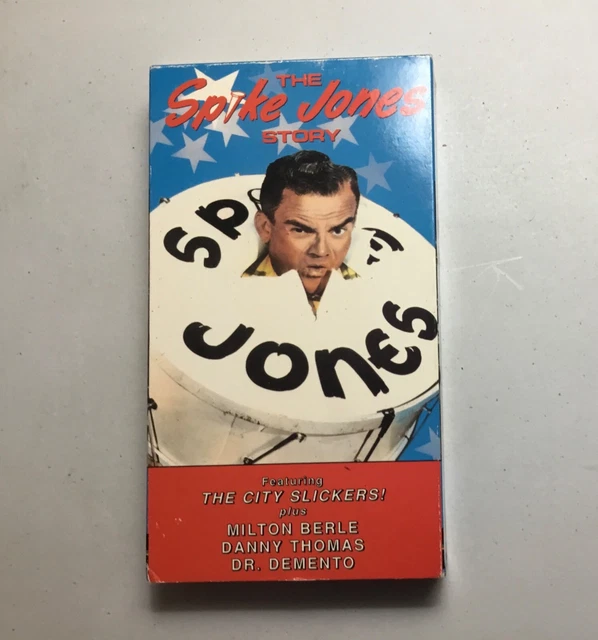 THE
Spike Jones
STORY
Sp
Jones
Featuring
THE CITY SLICKERS!
plus
MILTON BERLE
DANNY THOMAS
DR. DEMENTO